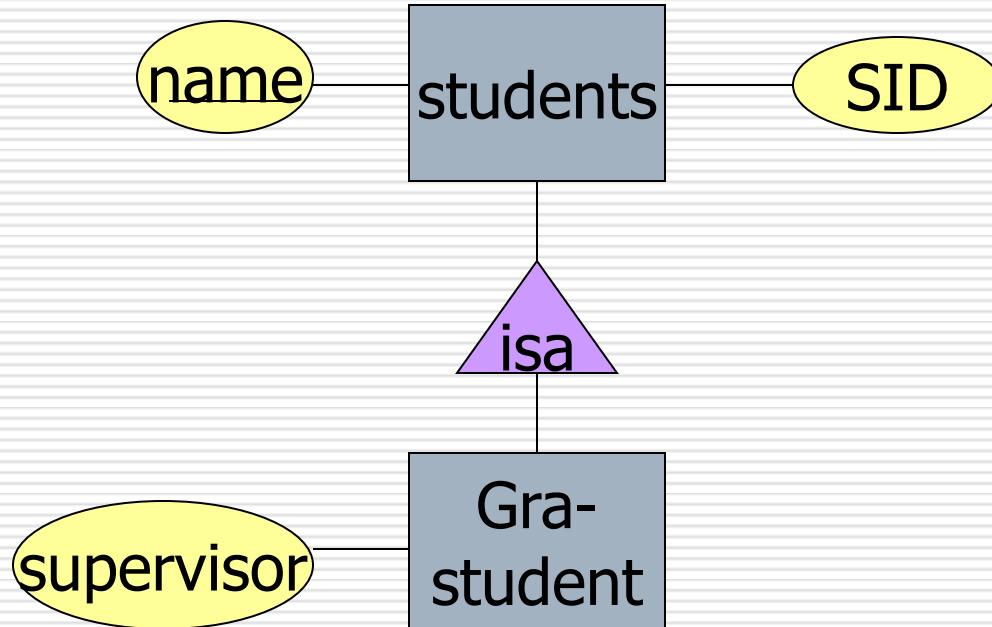 name
students
SID
isa
Gra-
student
supervisor